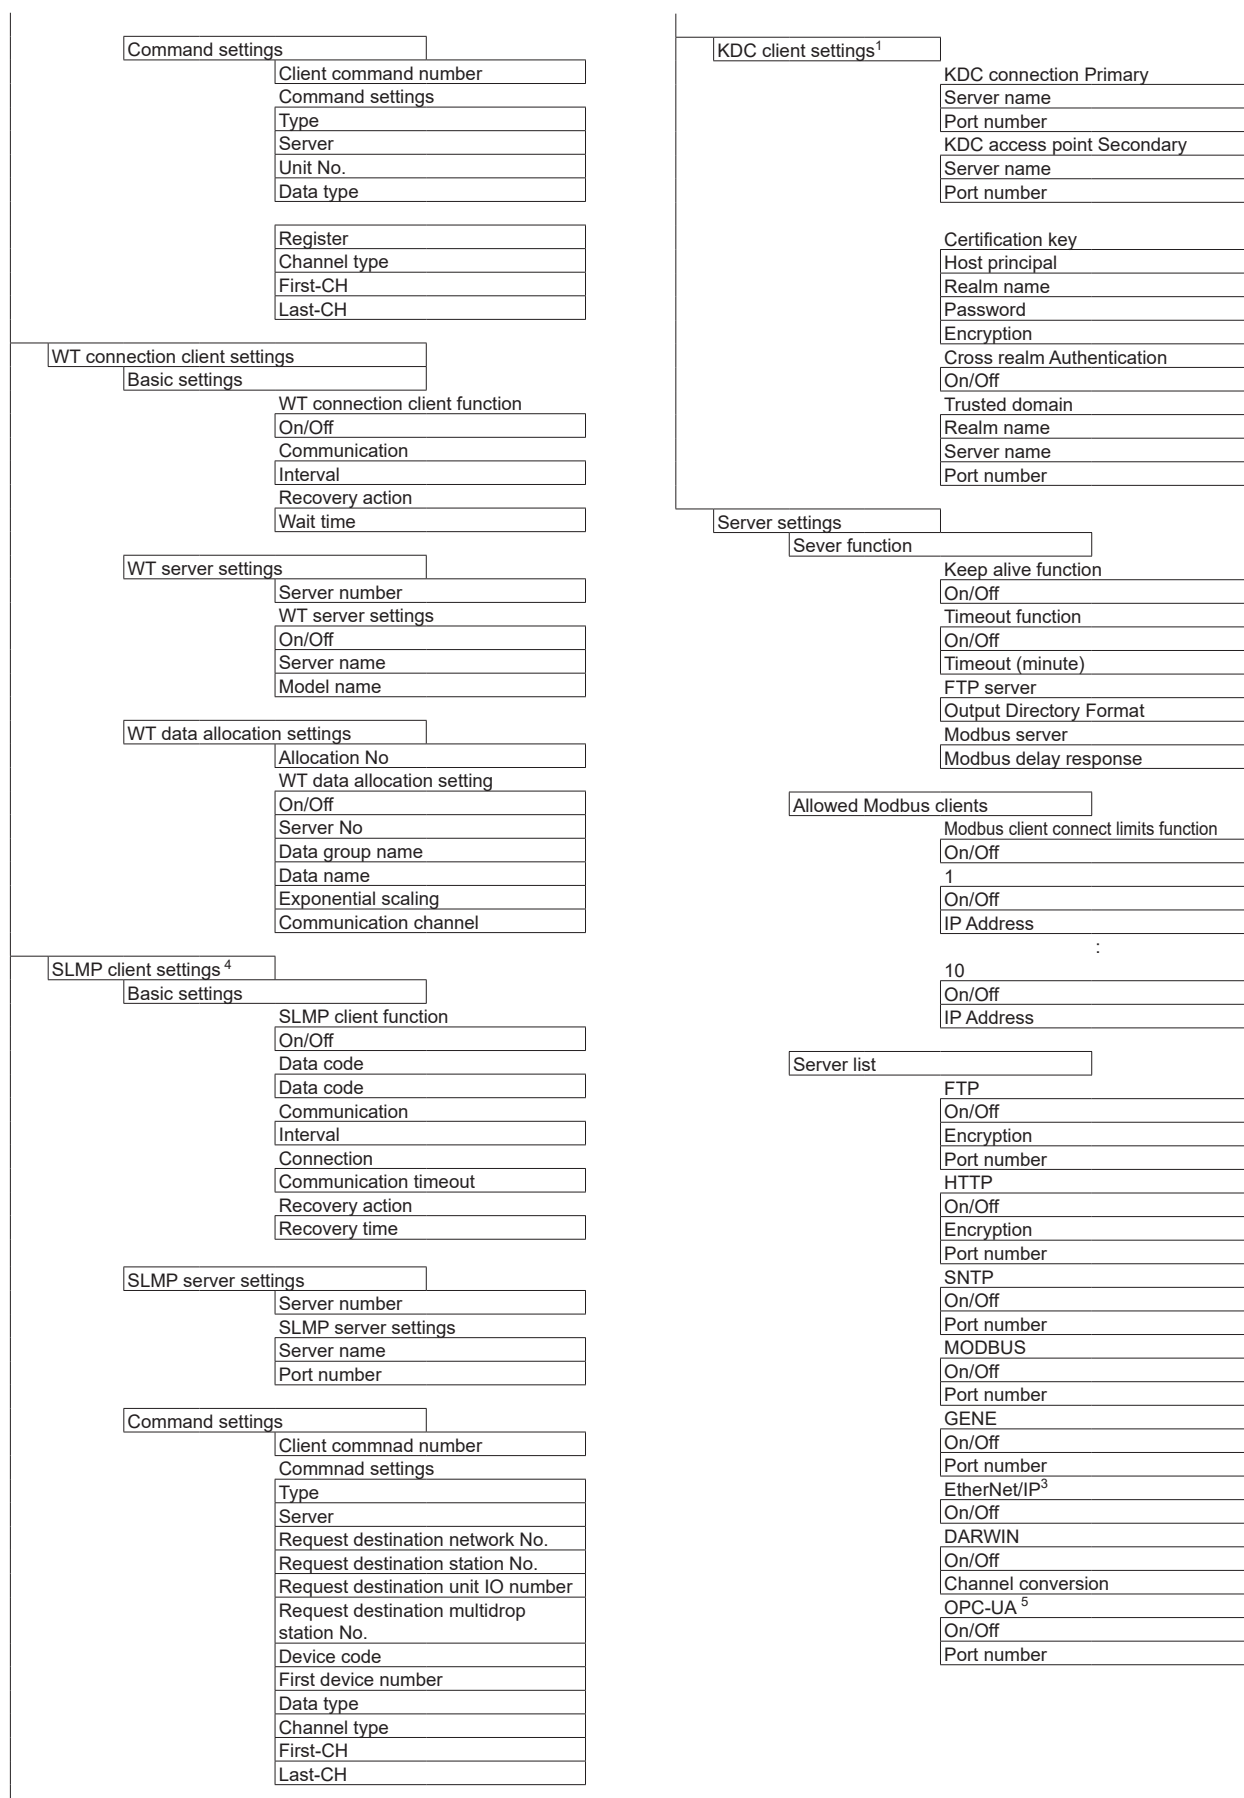 Command settings
Client command number
Command settings
Type
Server
Unit No.
Data type
Register
Channel type
First-CH
Last-CH
WT connection client settings
Basic settings
WT connection client function
On/Off
Communication
Interval
Recovery action
Wait time
WT server settings
Server number
WT server settings
On/Off
Server name
Model name
WT data allocation settings
Allocation No
WT data allocation setting
On/Off
Server No
Data group name
Data name
Exponential scaling
Communication channel
SLMP client settings 4
Basic settings
SLMP client function
On/Off
Data code
Data code
Communication
Interval
Connection
Communication timeout
Recovery action
Recovery time
SLMP server settings
Server number
SLMP server settings
Server name
Port number
Command settings
Client commnad number
Commnad settings
Type
Server
Request destination network No.
Request destination station No.
Request destination unit IO number
Request destination multidrop
station No.
Device code
First device number
Data type
Channel type
First-CH
Last-CH
KDC client settings1
KDC connection Primary
Server name
Port number
KDC access point Secondary
Server name
Port number
Certification key
Host principal
Realm name
Password
Encryption
Cross realm Authentication
On/Off
Trusted domain
Realm name
Server name
Port number
Server settings
Sever function
Keep alive function
On/Off
Timeout function
On/Off
Timeout (minute)
FTP server
Output Directory Format
Modbus server
Modbus delay response
Allowed Modbus clients
Modbus client connect limits function
On/Off
1
On/Off
IP Address
:
10
On/Off
IP Address
Server list
FTP
On/Off
Encryption
Port number
HTTP
On/Off
Encryption
Port number
SNTP
On/Off
Port number
MODBUS
On/Off
Port number
GENE
On/Off
Port number
EtherNet/IP3
On/Off
DARWIN
On/Off
Channel conversion
OPC-UA 5
On/Off
Port number